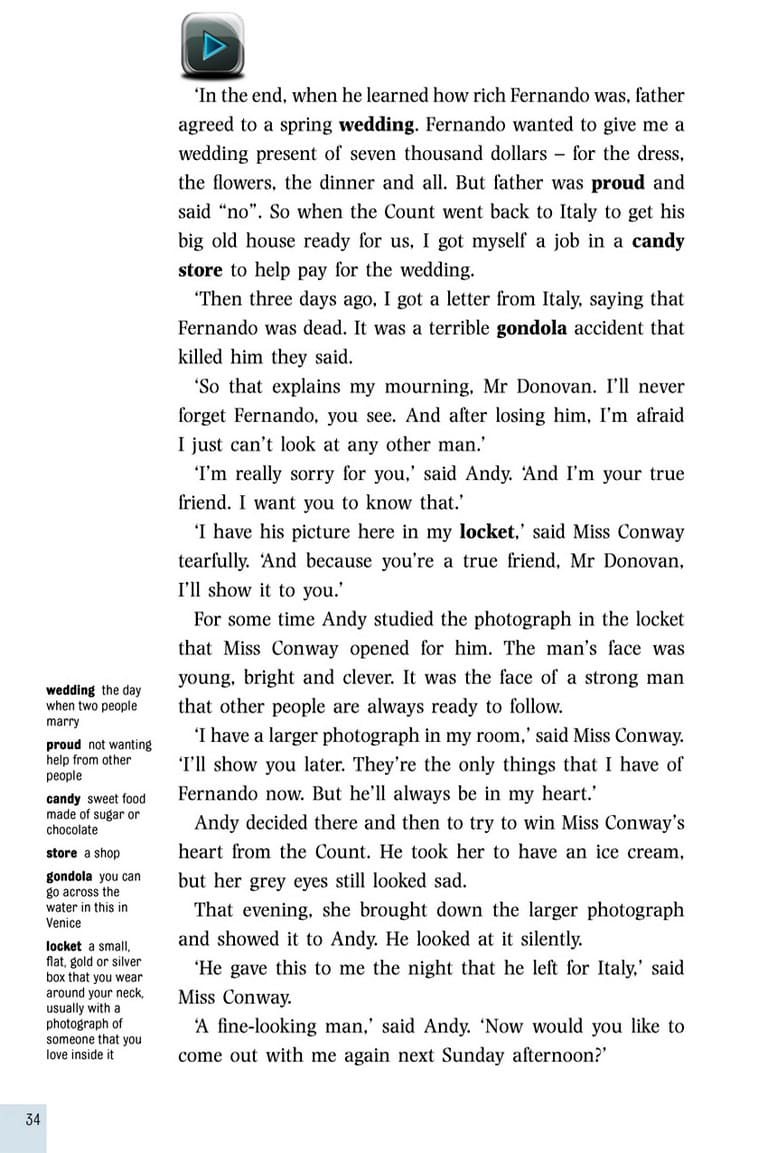 ‘In the end, when he learned how rich Fernando was, father
agreed to a spring wedding. Fernando wanted to give me a
wedding present of seven thousand dollars – for the dress,
the flowers, the dinner and all. But father was proud and
said “no”. So when the Count went back to Italy to get his
big old house ready for us, I got myself a job in a candy
store to help pay for the wedding.
‘Then three days ago, I got a letter from Italy, saying that
Fernando was dead. It was a terrible gondola accident that
killed him they said.
‘So that explains my mourning, Mr Donovan. I’ll never
forget Fernando, you see. And after losing him, I’m afraid
I just can’t look at any other man.’
‘I’m really sorry for you,’ said Andy. ‘And I’m your true
friend. I want you to know that.’
‘I have his picture here in my locket,’ said Miss Conway
tearfully. ‘And because you’re a true friend, Mr Donovan,
I’ll show it to you.’
For some time Andy studied the photograph in the locket
that Miss Conway opened for him. The man’s face was
young, bright and clever. It was the face of a strong man
that other people are always ready to follow.
‘I have a larger photograph in my room,’ said Miss Conway.
‘I’ll show you later. They’re the only things that I have of
Fernando now. But he’ll always be in my heart.’
Andy decided there and then to try to win Miss Conway’s
heart from the Count. He took her to have an ice cream,
but her grey eyes still looked sad.
That evening, she brought down the larger photograph
and showed it to Andy. He looked at it silently.
‘He gave this to me the night that he left for Italy,’ said
Miss Conway.
‘A fine-looking man,’ said Andy. ‘Now would you like to
come out with me again next Sunday afternoon?’
wedding the day
when two people
marry
proud not wanting
help from other
people
candy sweet food
made of sugar or
chocolate
store a shop
gondola you can
go across the
water in this in
Venice
locket a small,
flat, gold or silver
box that you wear
around your neck,
usually with a
photograph of
someone that you
love inside it
34